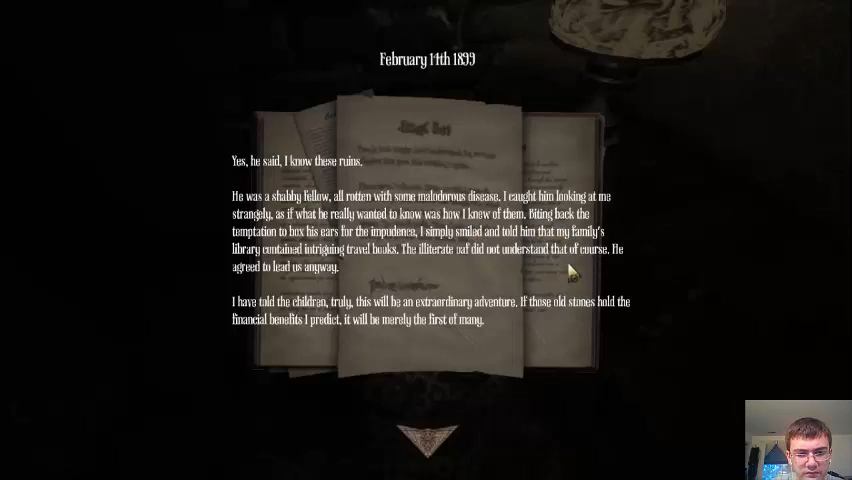 February 14th 1899
Yes, he said, I know these ruins.
He was a shabby fellow, all rotten with some malodorous disease. I caught him looking at me
strangely, as if what he really wanted to know was how I knew of them. Biting back the
temptation to box his ears for the impudence, I simply smiled and told him that my family's
library contained intriguing travel books. The illiterate oaf did not understand that of course. He
agreed to lead us anyway.
I have told the children, truly, this will be an extraordinary adventure. If those old stones hold the
financial benefits I predict, it will be merely the first of many.